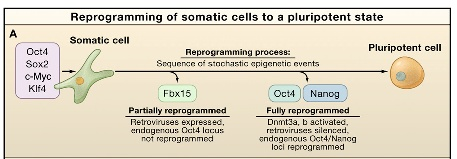 Reprogramming of somatic cells to a pluripotent state
A
Oct4
Sox2
c-Myc
Klf4
Somatic cell
Reprogramming process:
Sequence of stochastic epigenetic events
Pluripotent cell
Fbx15
Partially reprogrammed
Retroviruses expressed,
endogenous Oct4 locus
not reprogrammed
Oct4
Nanog
Fully reprogrammed
Dnmt3a, b activated,
retroviruses silenced,
endogenous Oct4/Nanog
loci reprogrammed